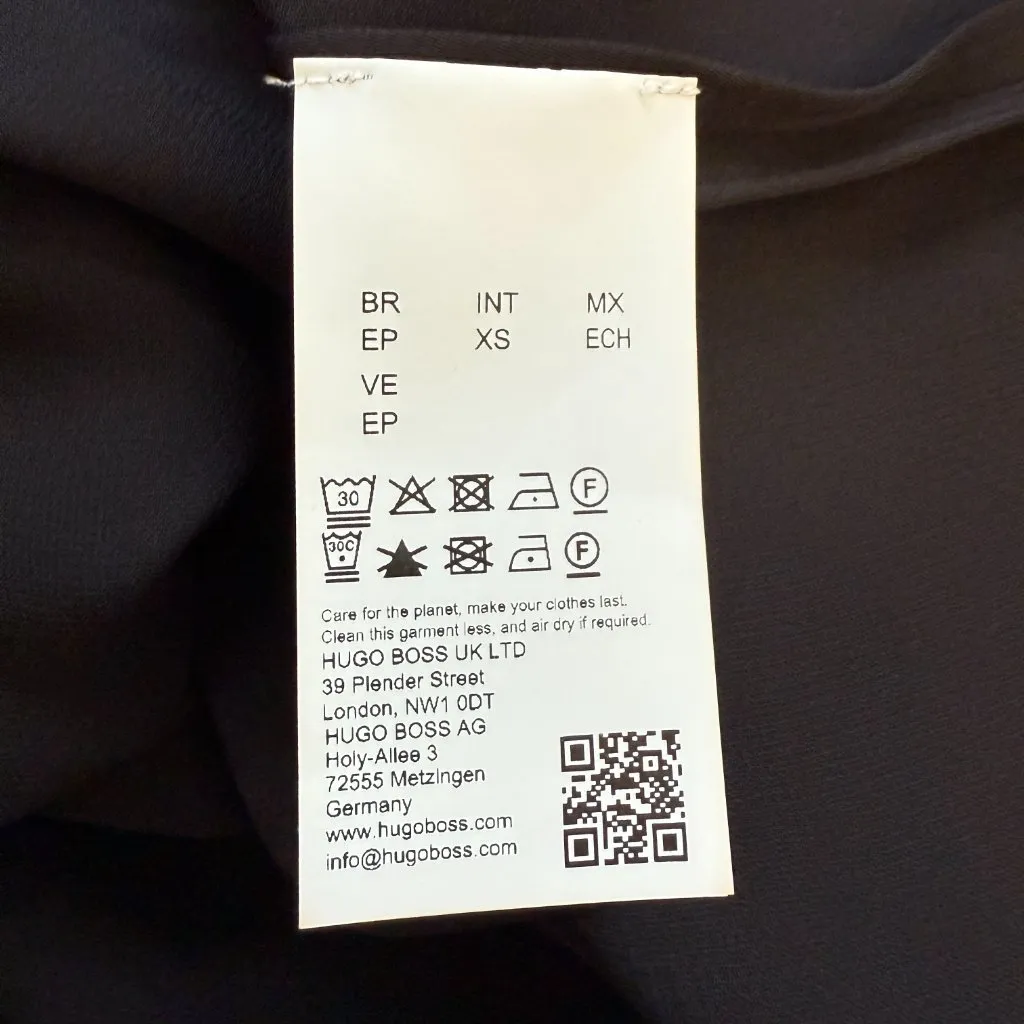 BR INT MX
EP XS ECH
VE
EP
30 F
30C F
Care for the planet, make your clothes last.
Clean this garment less, and air dry if required.
HUGO BOSS UK LTD
39 Plender Street
London, NW1 0DT
HUGO BOSS AG
Holy-Allee 3
72555 Metzingen
Germany
www.hugoboss.com
info@hugoboss.com